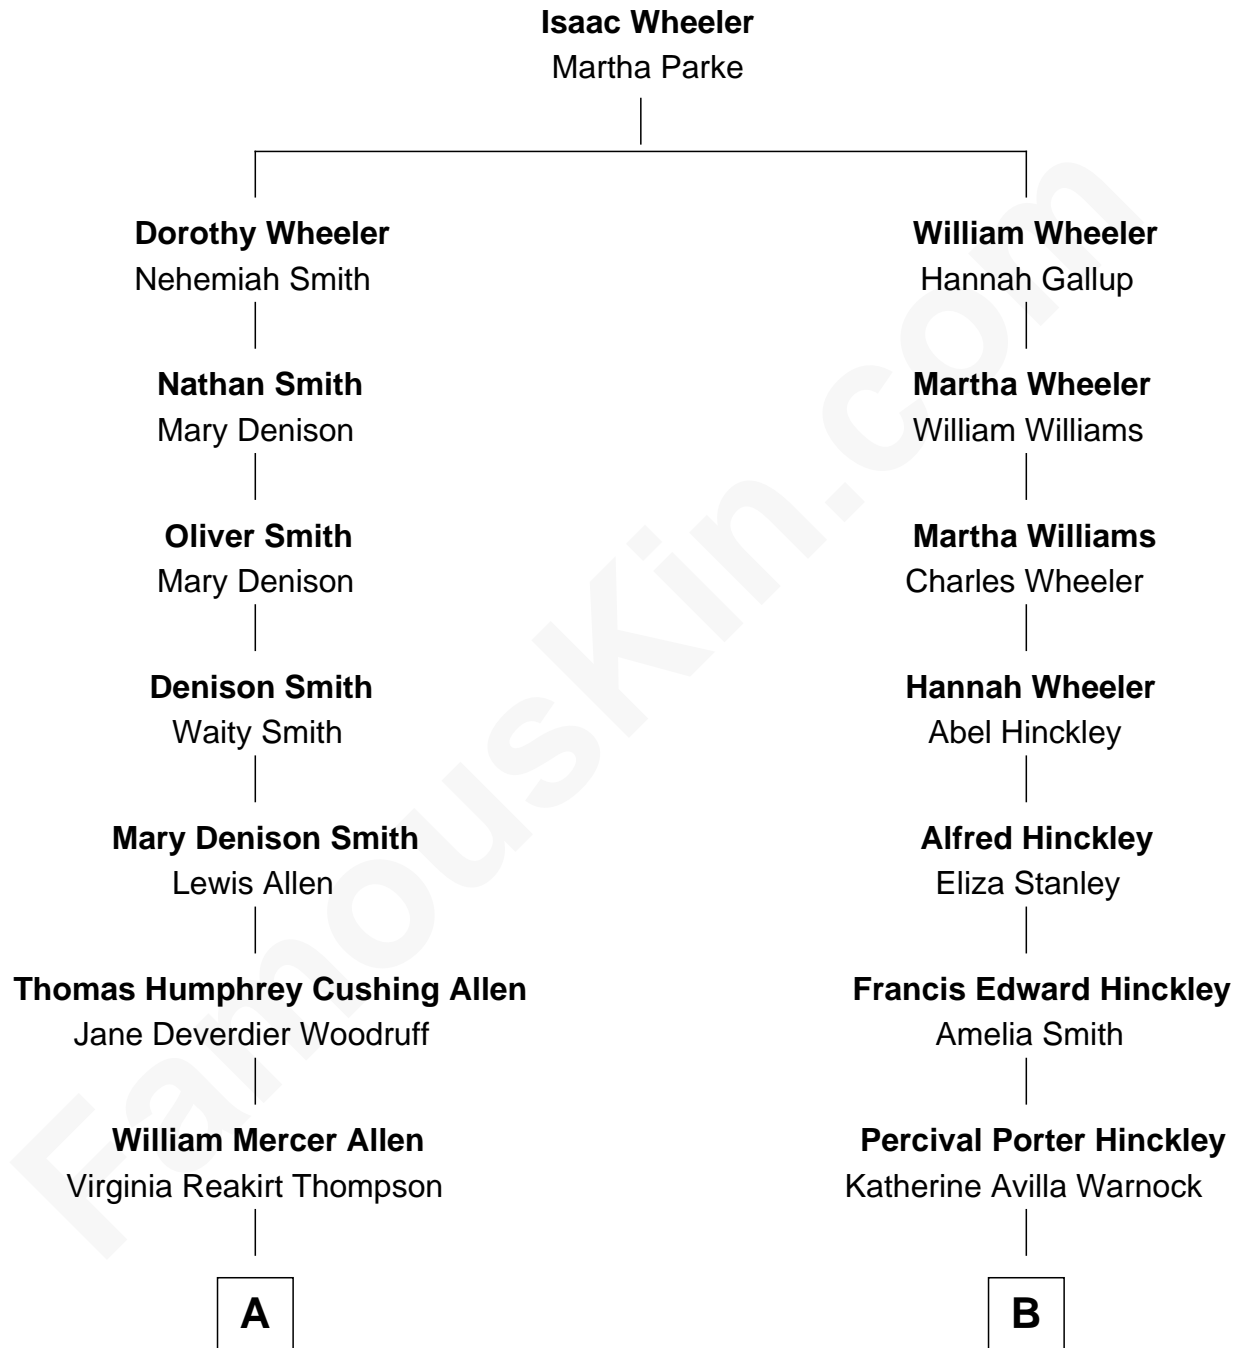 Isaac Wheeler
Martha Parke
Dorothy Wheeler
Nehemiah Smith
William Wheeler
Hannah Gallup
Nathan Smith
Mary Denison
Martha Wheeler
William Williams
Oliver Smith
Mary Denison
Martha Williams
Charles Wheeler
Denison Smith
Waity Smith
Hannah Wheeler
Abel Hinckley
Mary Denison Smith
Lewis Allen
Alfred Hinckley
Eliza Stanley
Thomas Humphrey Cushing Allen
Jane Deverdier Woodruff
Francis Edward Hinckley
Amelia Smith
William Mercer Allen
Virginia Reakirt Thompson
Percival Porter Hinckley
Katherine Avilla Warnock
A
B
FamousKin.com